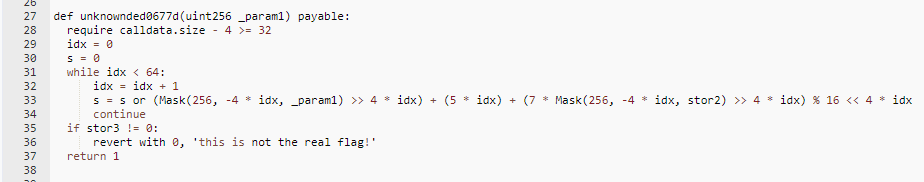 26
27 def unknownded0677d(uint256 _param1) payable:
28 require calldata.size - 4 >= 32
29 idx = 0
30 s = 0
31 while idx < 64:
32 idx = idx + 1
33 s = s or (Mask(256, -4 * idx, _param1) >> 4 * idx) + (5 * idx) + (7 * Mask(256, -4 * idx, stor2) >> 4 * idx) % 16 << 4 * idx
34 continue
35 if stor3 != 0:
36 revert with 0, 'this is not the real flag!'
37 return 1
38